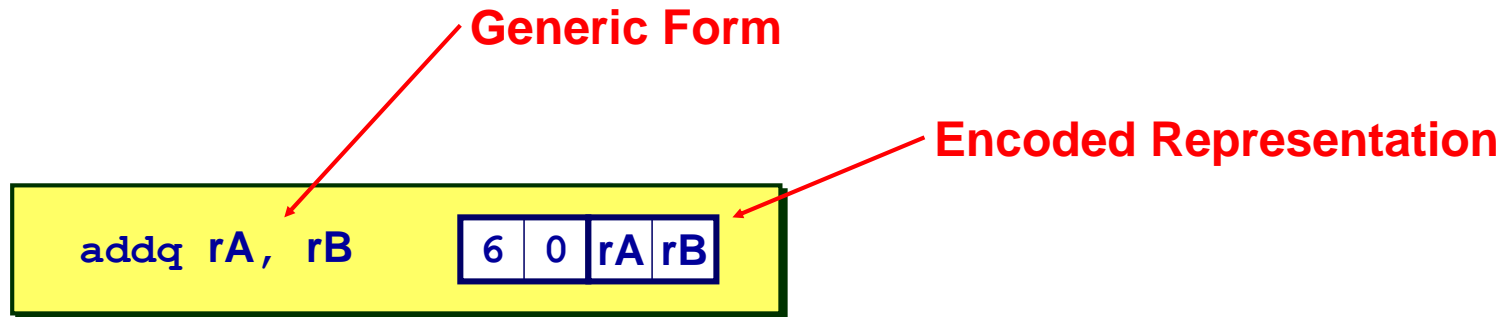 Generic Form
Encoded Representation
addq rA, rB 6 0 rA rB